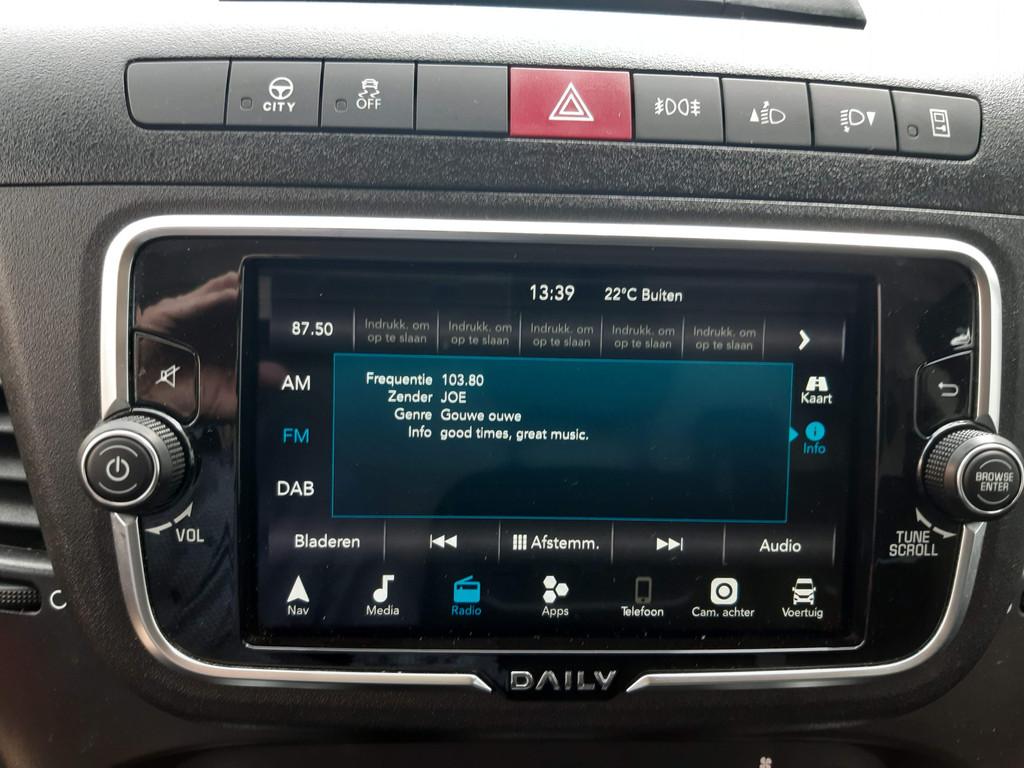 CITY
OFF
13:39 22°C Buiten
87.50
Indrukk. om
op te slaan
Indrukk. om
op te slaan
Indrukk. om
op te slaan
Indrukk. om
op te slaan
Indrukk. om
op te slaan
AM
FM
DAB
Frequentie 103.80
Zender JOE
Genre Gouwe ouwe
Info good times, great music.
Kaart
Info
VOL
BROWSE
ENTER
TUNE
SCROLL
Bladeren
Afstemm.
Audio
Nav Media Radio Apps Telefoon Cam. achter Voertuig
DAILY